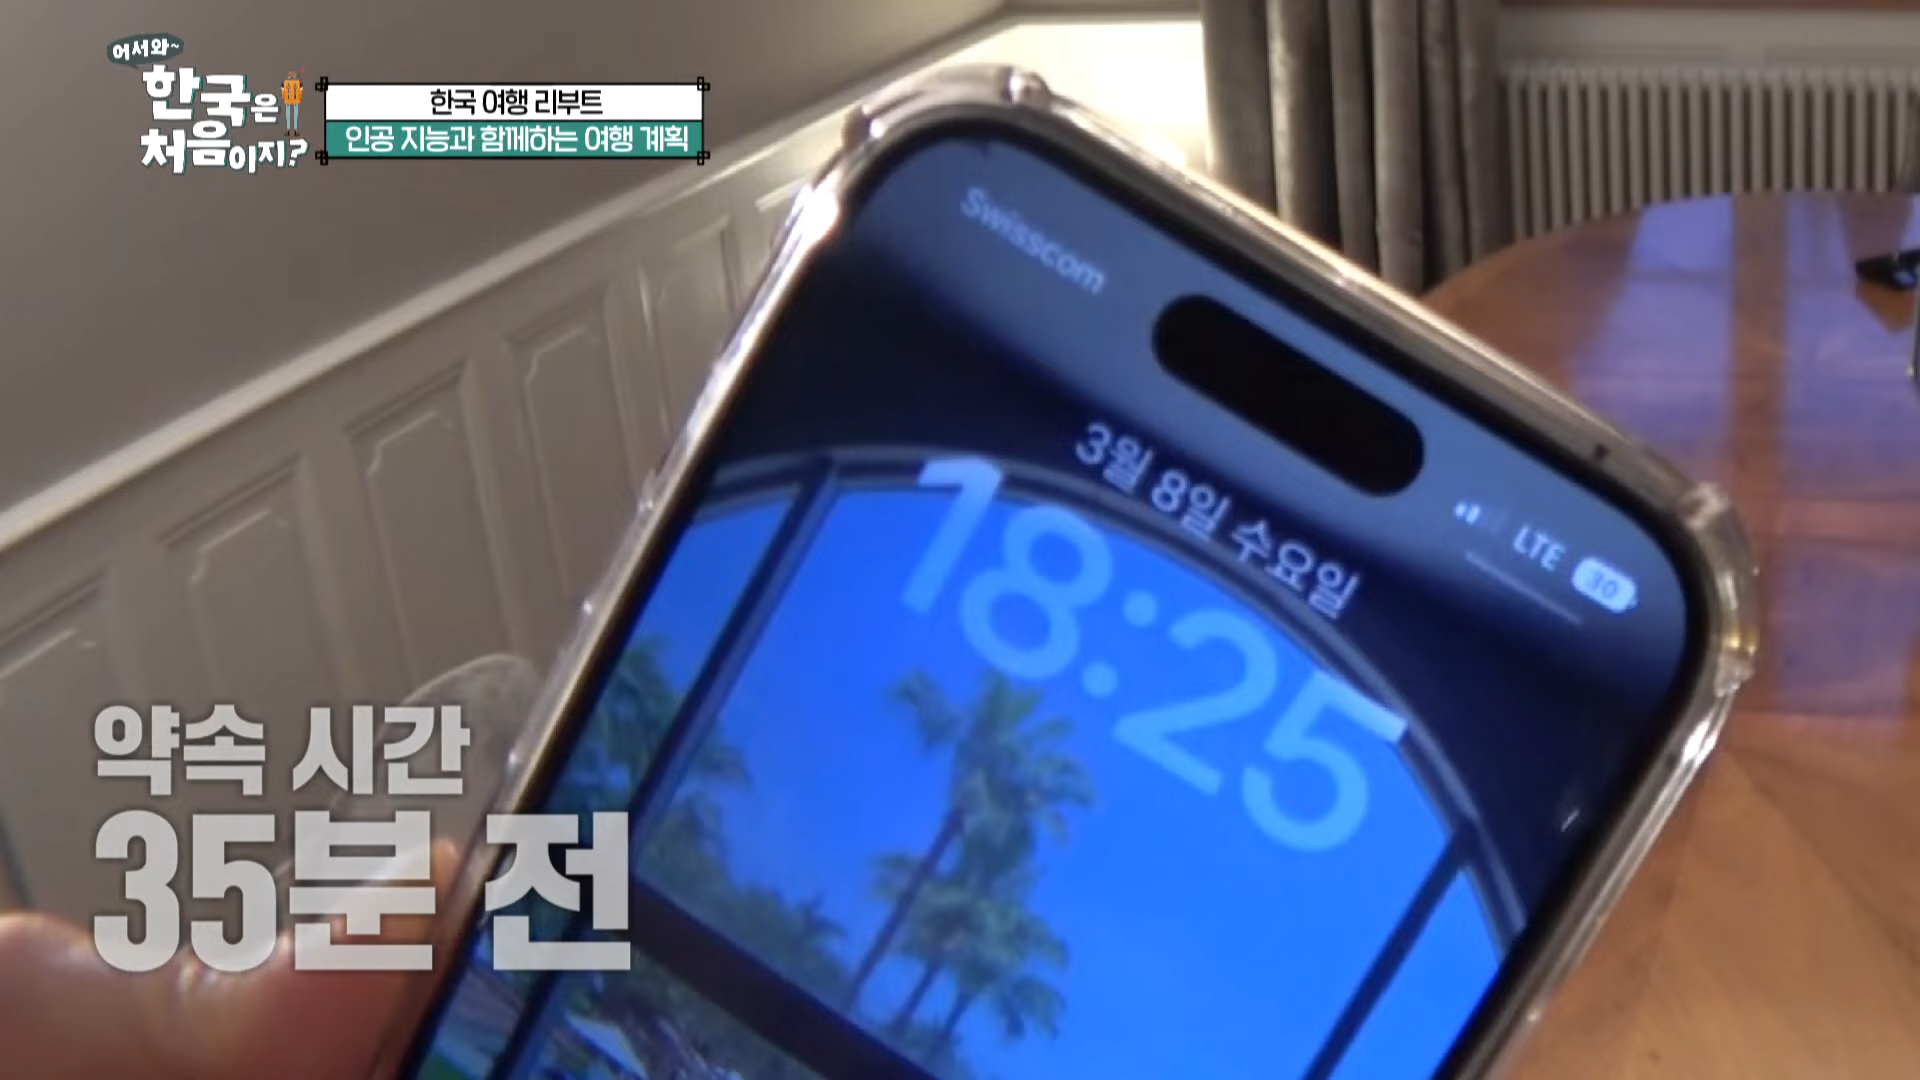 어서와~
한국은
처음이지?
한국 여행 리부트
인공 지능과 함께하는 여행 계획
Swisscom
LTE 30
3월 8일 수요일
18:25
약속 시간
35분 전